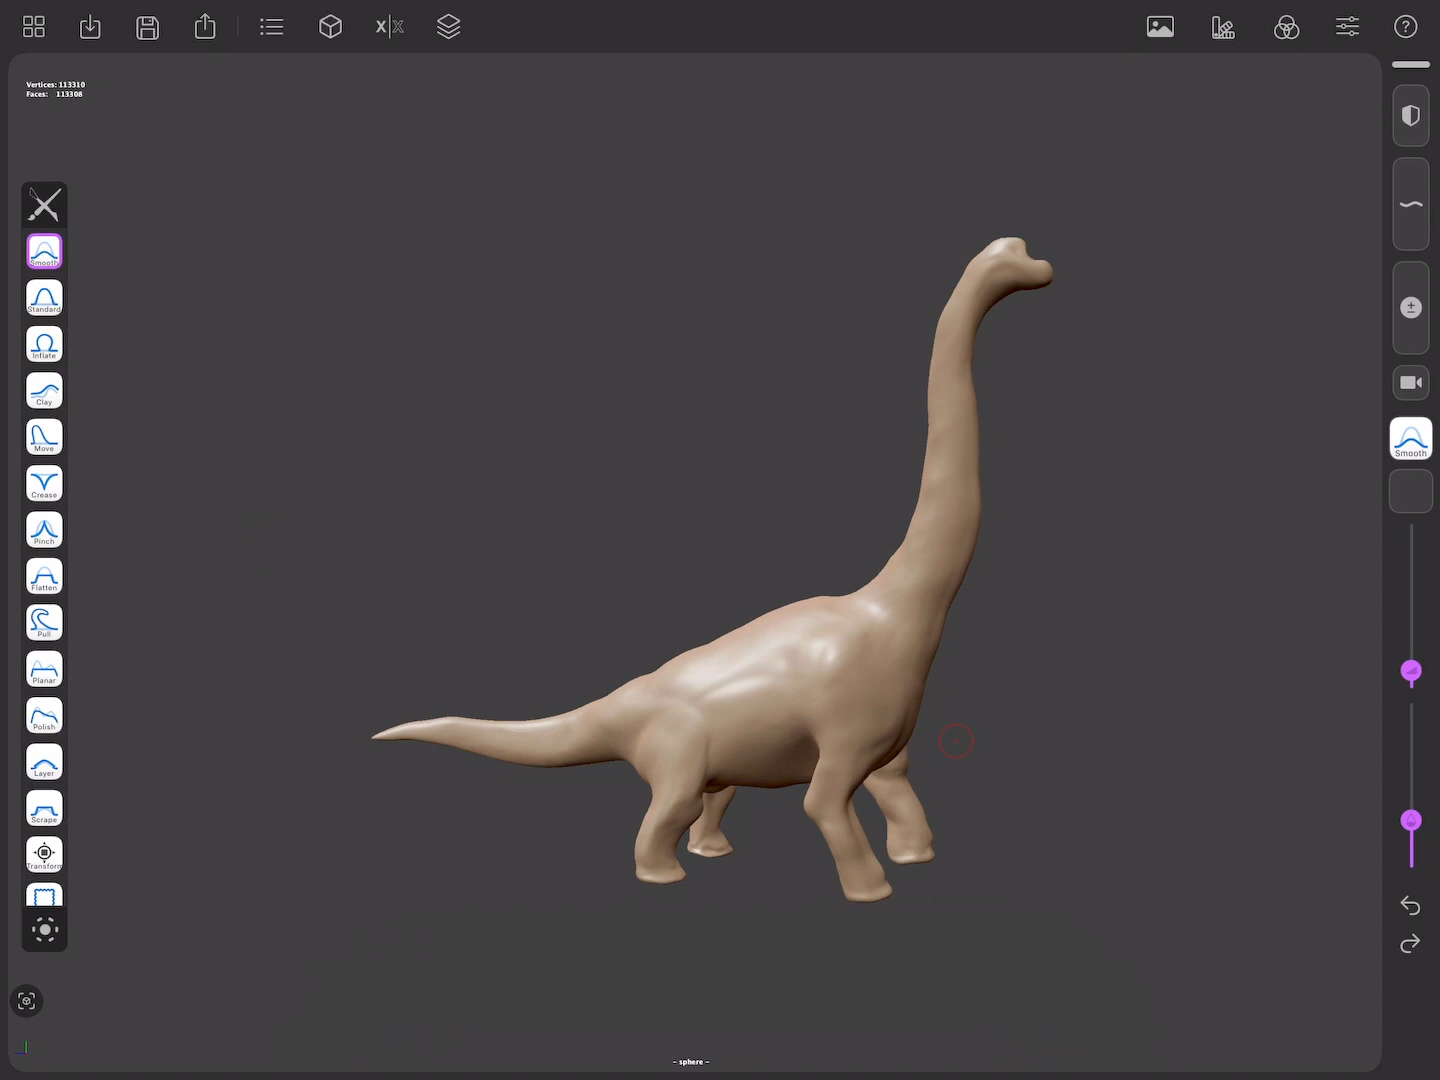 X|X
?
Vertices: 113310
Faces: 113308
Smooth
Standard
Inflate
Clay
Move
Crease
Pinch
Flatten
Pull
Planar
Polish
Layer
Scrape
Transform
Smooth
- sphere -